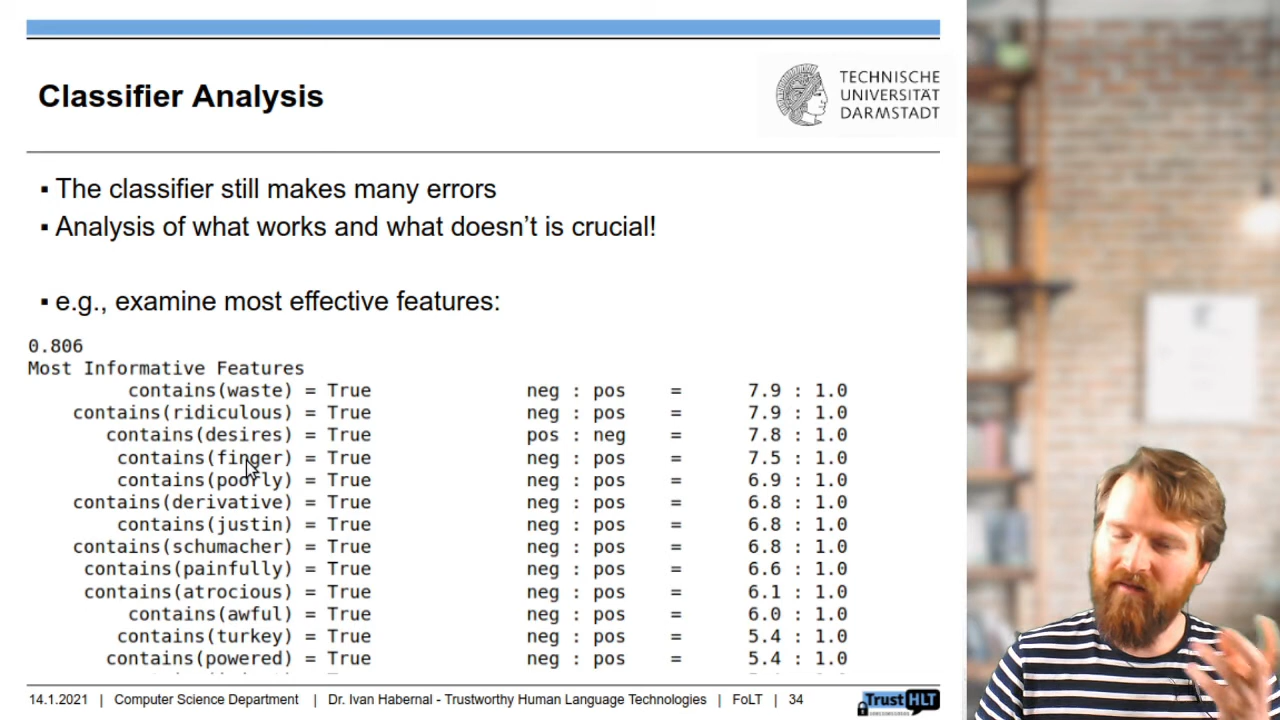 Classifier Analysis
TECHNISCHE
UNIVERSITÄT
DARMSTADT
▪ The classifier still makes many errors
▪ Analysis of what works and what doesn't is crucial!
▪ e.g., examine most effective features:
0.806
Most Informative Features
contains(waste) = True neg : pos = 7.9 : 1.0
contains(ridiculous) = True neg : pos = 7.9 : 1.0
contains(desires) = True pos : neg = 7.8 : 1.0
contains(finger) = True neg : pos = 7.5 : 1.0
contains(poorly) = True neg : pos = 6.9 : 1.0
contains(derivative) = True neg : pos = 6.8 : 1.0
contains(justin) = True neg : pos = 6.8 : 1.0
contains(schumacher) = True neg : pos = 6.8 : 1.0
contains(painfully) = True neg : pos = 6.6 : 1.0
contains(atrocious) = True neg : pos = 6.1 : 1.0
contains(awful) = True neg : pos = 6.0 : 1.0
contains(turkey) = True neg : pos = 5.4 : 1.0
contains(powered) = True neg : pos = 5.4 : 1.0
14.1.2021 | Computer Science Department | Dr. Ivan Habernal - Trustworthy Human Language Technologies | FoLT | 34
TrustHLT